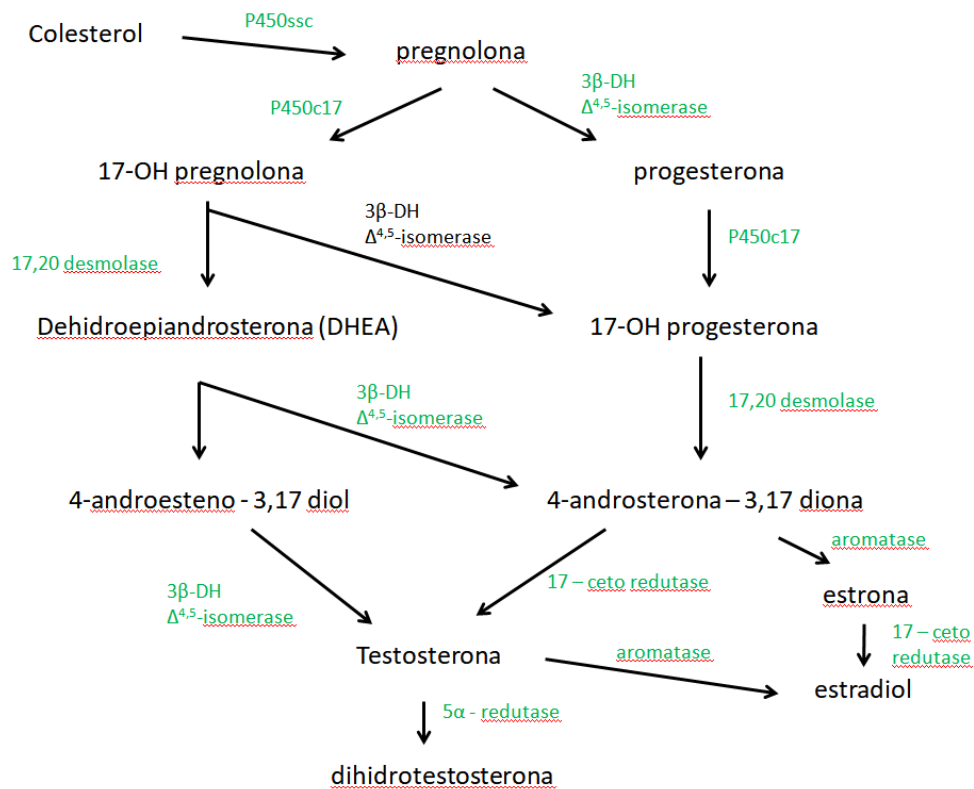 P450ssc
Colesterol
pregnolona
P450c17
3β-DH
Δ⁴,⁵-isomerase
17-OH pregnolona
progesterona
3β-DH
Δ⁴,⁵-isomerase
P450c17
17,20 desmolase
Dehidroepiandrosterona (DHEA)
17-OH progesterona
3β-DH
Δ⁴,⁵-isomerase
17,20 desmolase
4-androesteno - 3,17 diol
4-androsterona – 3,17 diona
aromatase
3β-DH
Δ⁴,⁵-isomerase
17 – ceto redutase
estrona
17 – ceto
redutase
Testosterona
aromatase
estradiol
5α - redutase
dihidrotestosterona